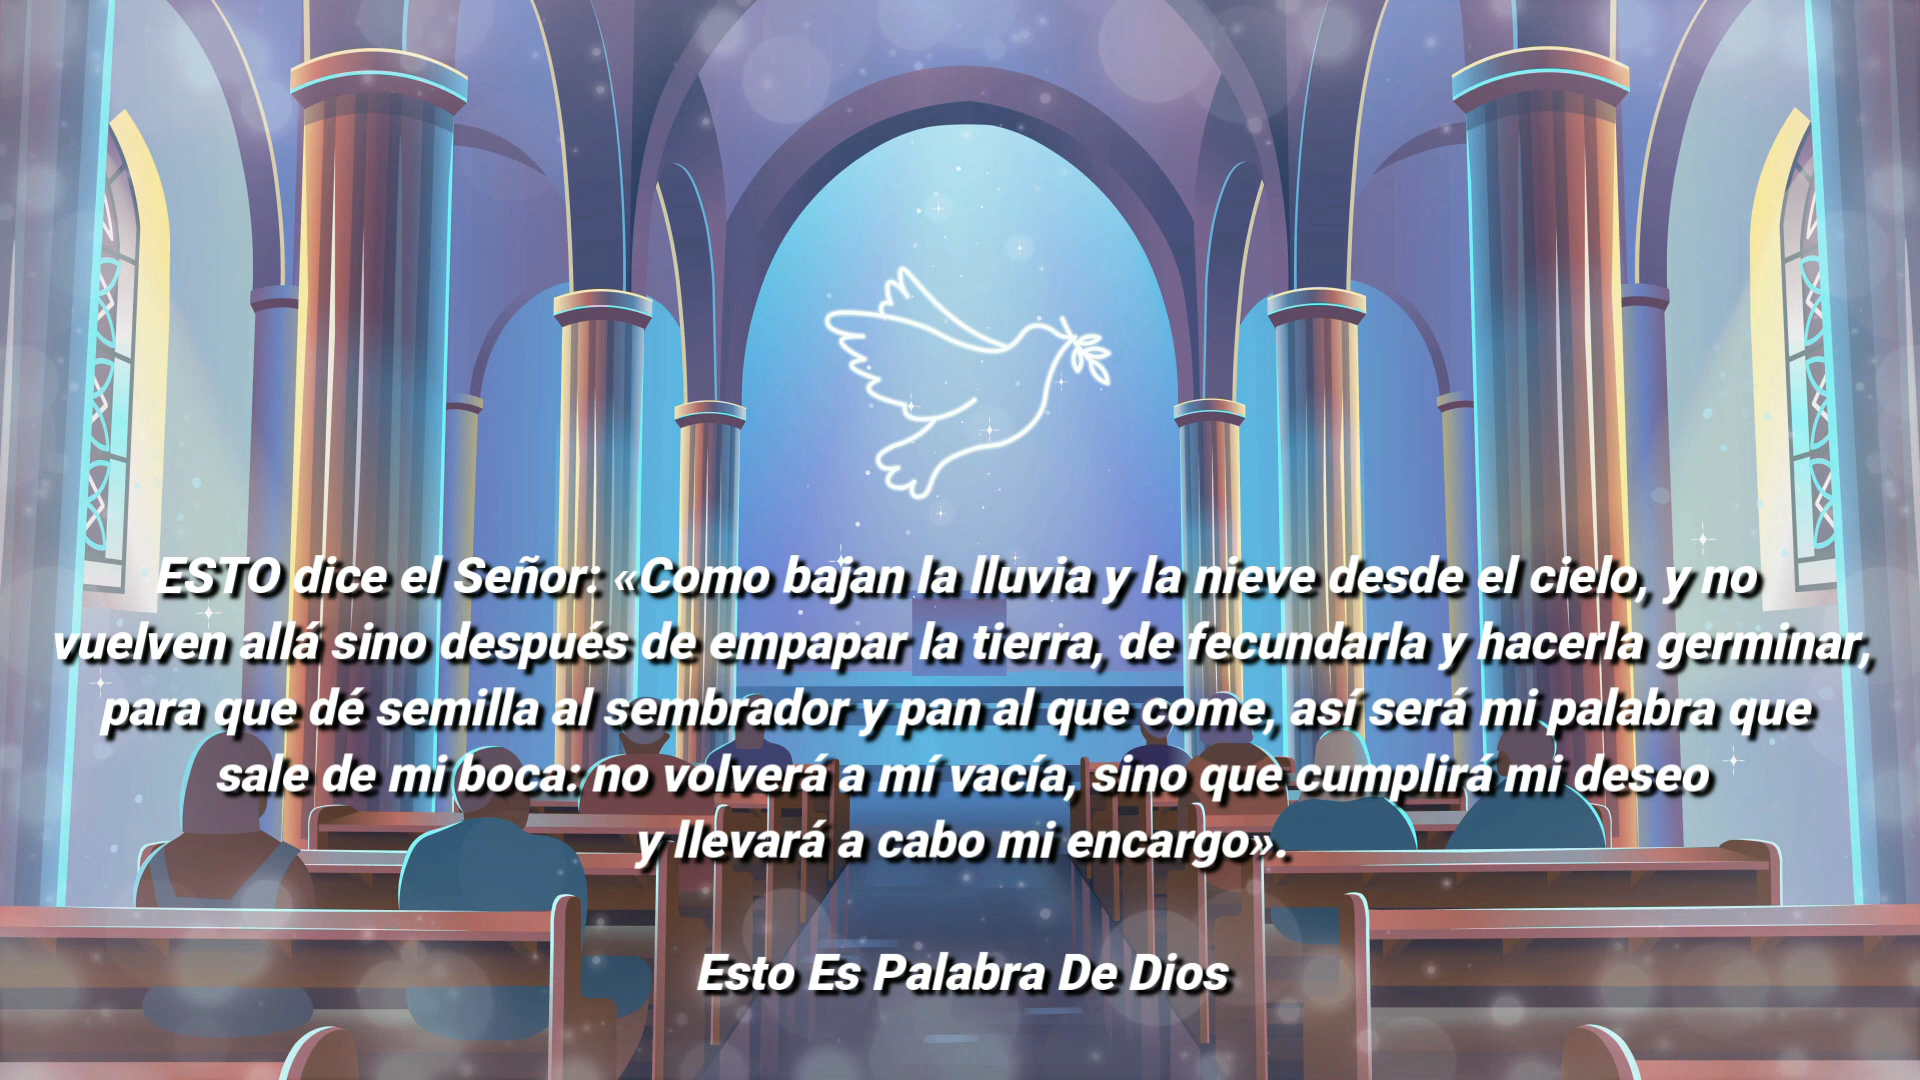 ESTO dice el Señor: «Como bajan la lluvia y la nieve desde el cielo, y no
vuelven allá sino después de empapar la tierra, de fecundarla y hacerla germinar,
para que dé semilla al sembrador y pan al que come, así será mi palabra que
sale de mi boca: no volverá a mí vacía, sino que cumplirá mi deseo
y llevará a cabo mi encargo».
Esto Es Palabra De Dios